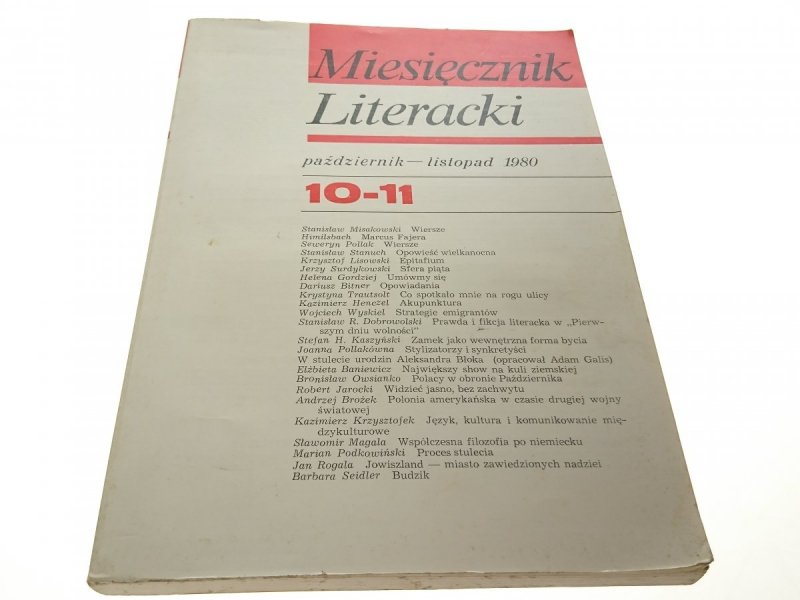 Miesięcznik
Literacki
październik — listopad 1980
10-11
Stanisław Misakowski Wiersze
Himilsbach Marcus Fajera
Seweryn Pollak Wiersze
Stanisław Stanuch Opowieść wielkanocna
Krzysztof Lisowski Epitafium
Jerzy Surdykowski Sfera piąta
Helena Gordziej Umówmy się
Dariusz Bitner Opowiadania
Krystyna Trautsolt Co spotkało mnie na rogu ulicy
Kazimierz Henczel Akupunktura
Wojciech Wyskiel Strategie emigrantów
Stanisław R. Dobrowolski Prawda i fikcja literacka w „Pierw-
szym dniu wolności"
Stefan H. Kaszyński Zamek jako wewnętrzna forma bycia
Joanna Pollakówna Stylizatorzy i synkretyści
W stulecie urodzin Aleksandra Błoka (opracował Adam Galis)
Elżbieta Baniewicz Największy show na kuli ziemskiej
Bronisław Owsianko Polacy w obronie Października
Robert Jarocki Widzieć jasno, bez zachwytu
Andrzej Brożek Polonia amerykańska w czasie drugiej wojny
światowej
Kazimierz Krzysztofek Język, kultura i komunikowanie mię-
dzykulturowe
Sławomir Magala Współczesna filozofia po niemiecku
Marian Podkowiński Proces stulecia
Jan Rogala Jowiszland — miasto zawiedzionych nadziei
Barbara Seidler Budzik